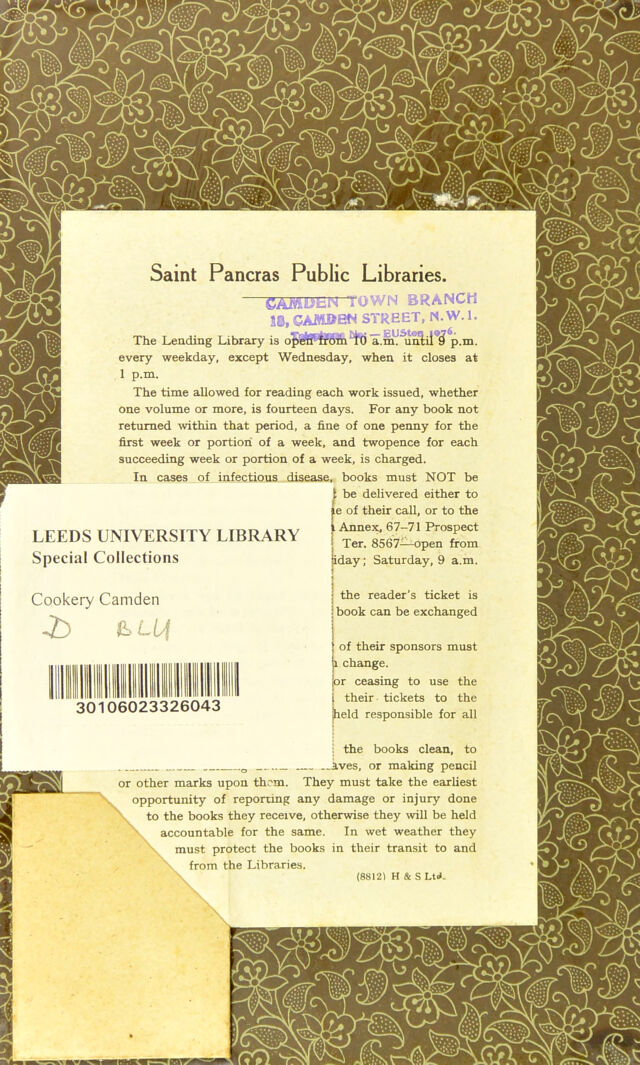 Saint Pancras Public Libraries.
CAMDEN TOWN BRANCH
18, CAMDEN STREET, N.W.1.
Telephone No: — EUSton 1076.
The Lending Library is open from 10 a.m. until 9 p.m.
every weekday, except Wednesday, when it closes at
1 p.m.
The time allowed for reading each work issued, whether
one volume or more, is fourteen days. For any book not
returned within that period, a fine of one penny for the
first week or portion of a week, and twopence for each
succeeding week or portion of a week, is charged.
In cases of infectious disease, books must NOT be
be delivered either to
of their call, or to the
Annex, 67–71 Prospect
Ter. 8567—open from
Saturday, 9 a.m.
the reader's ticket is
book can be exchanged
of their sponsors must
change.
or ceasing to use the
their tickets to the
held responsible for all
the books clean, to
or making pencil
or other marks upon them. They must take the earliest
opportunity of reporting any damage or injury done
to the books they receive, otherwise they will be held
accountable for the same. In wet weather they
must protect the books in their transit to and
from the Libraries.
(8812) H & S Ltd.
LEEDS UNIVERSITY LIBRARY
Special Collections
Cookery Camden
D BLU
30106023326043